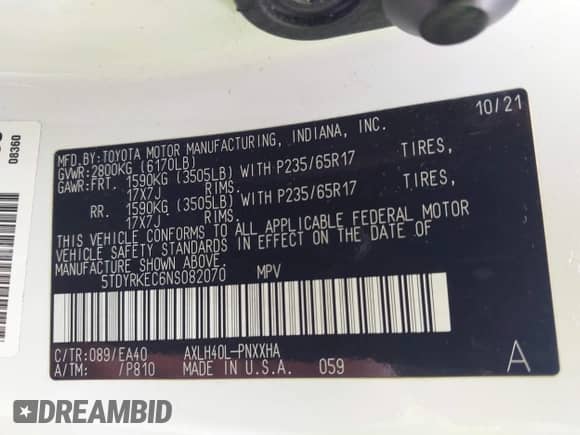 08360
10/21
MFD.BY:TOYOTA MOTOR MANUFACTURING, INDIANA, INC.
GVWR:2800KG (6170LB)
GAWR:FRT. 1590KG (3505LB) WITH P235/65R17 TIRES,
17X7J RIMS.
RR. 1590KG (3505LB) WITH P235/65R17 TIRES,
17X7J RIMS.
THIS VEHICLE CONFORMS TO ALL APPLICABLE FEDERAL MOTOR
VEHICLE SAFETY STANDARDS IN EFFECT ON THE DATE OF
MANUFACTURE SHOWN ABOVE.
5TDYRKEC6NS082070 MPV
C/TR:089/EA40 AXLH40L-PNXXHA
A/TM: /P810 MADE IN U.S.A. 059
A
DREAMBID